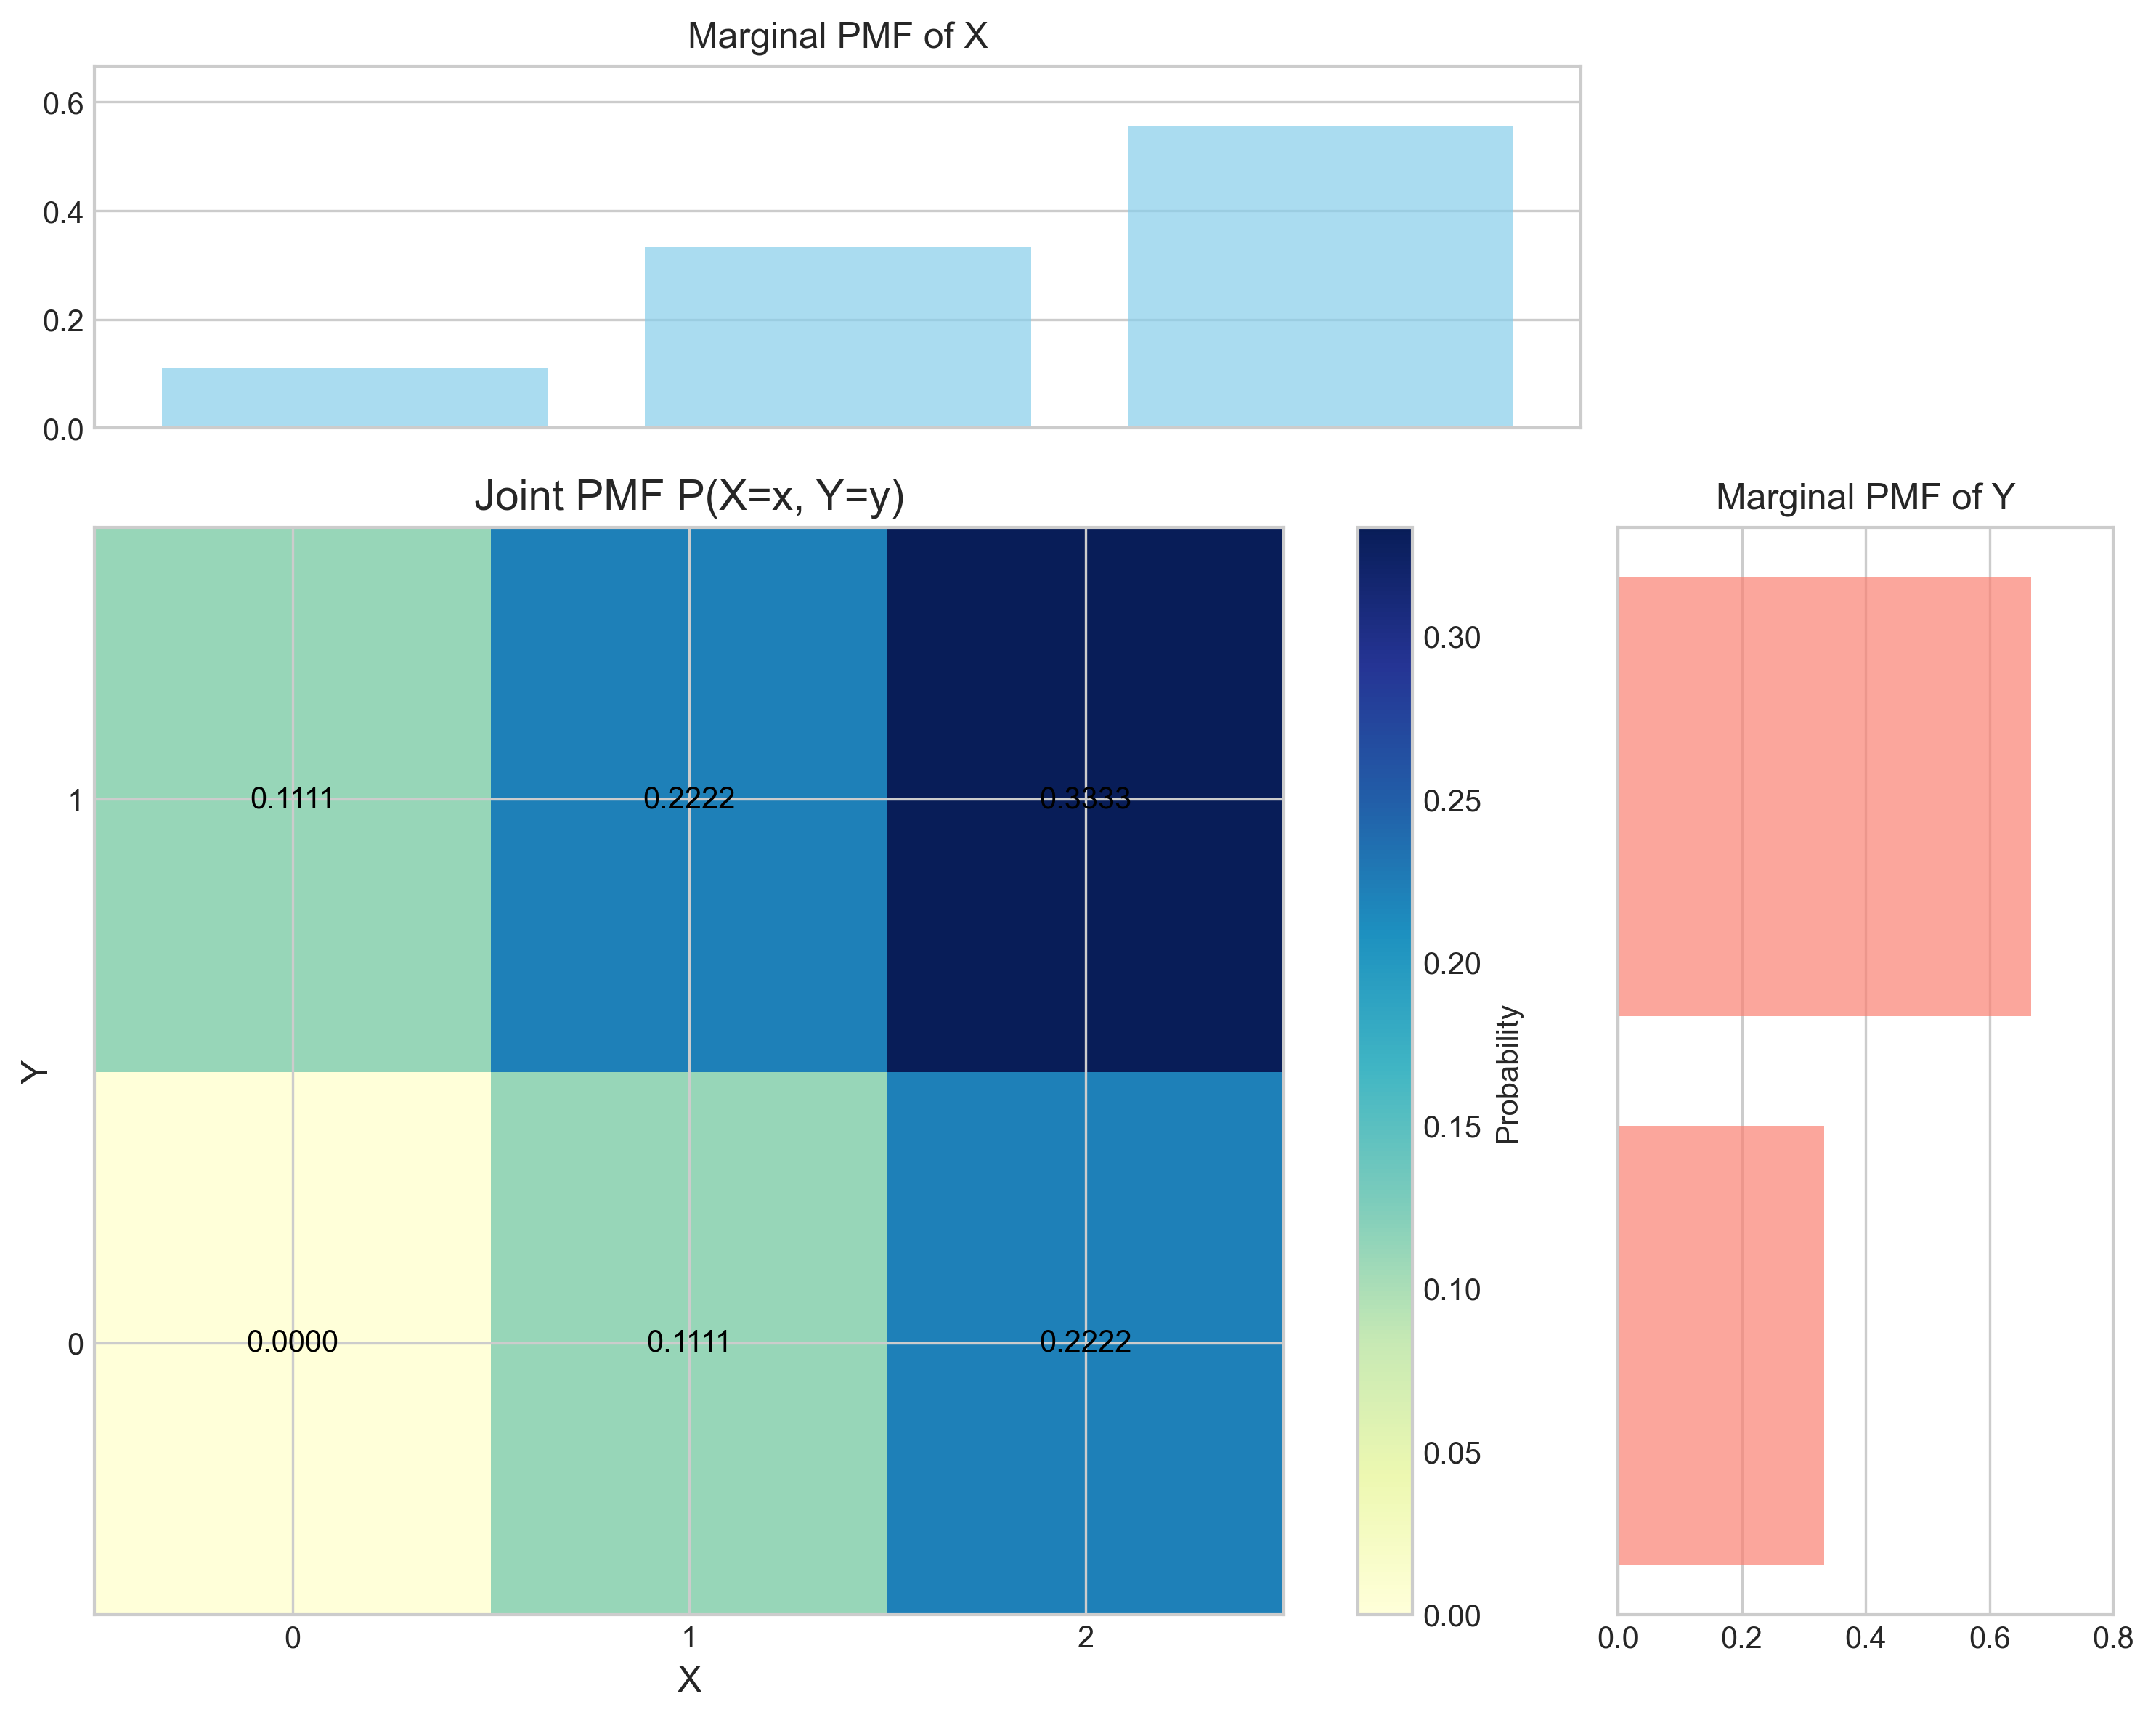 Marginal PMF of X
0.6
0.4
0.2
0.0
Joint PMF P(X=x, Y=y)
Y
1
0
0.1111 0.2222 0.3333
0.0000 0.1111 0.2222
0 1 2
X
0.30
0.25
0.20
0.15
0.10
0.05
0.00
Probability
Marginal PMF of Y
0.0 0.2 0.4 0.6 0.8